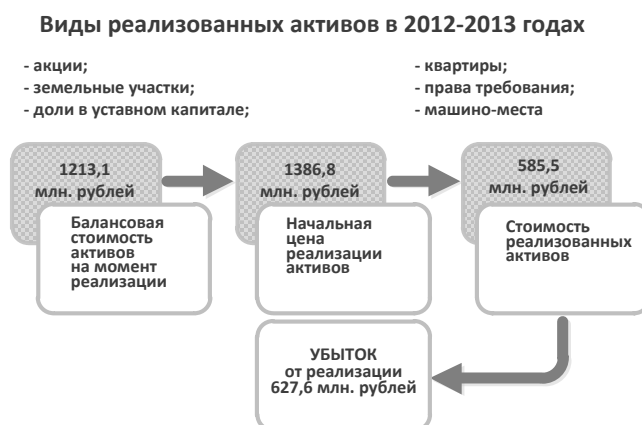 Виды реализованных активов в 2012-2013 годах
- акции;
- земельные участки;
- доли в уставном капитале;
- квартиры;
- права требования;
- машино-места
1213,1
млн. рублей
Балансовая
стоимость
активов
на момент
реализации
1386,8
млн. рублей
Начальная
цена
реализации
активов
585,5
млн. рублей
Стоимость
реализованных
активов
УБЫТОК
от реализации
627,6 млн. рублей